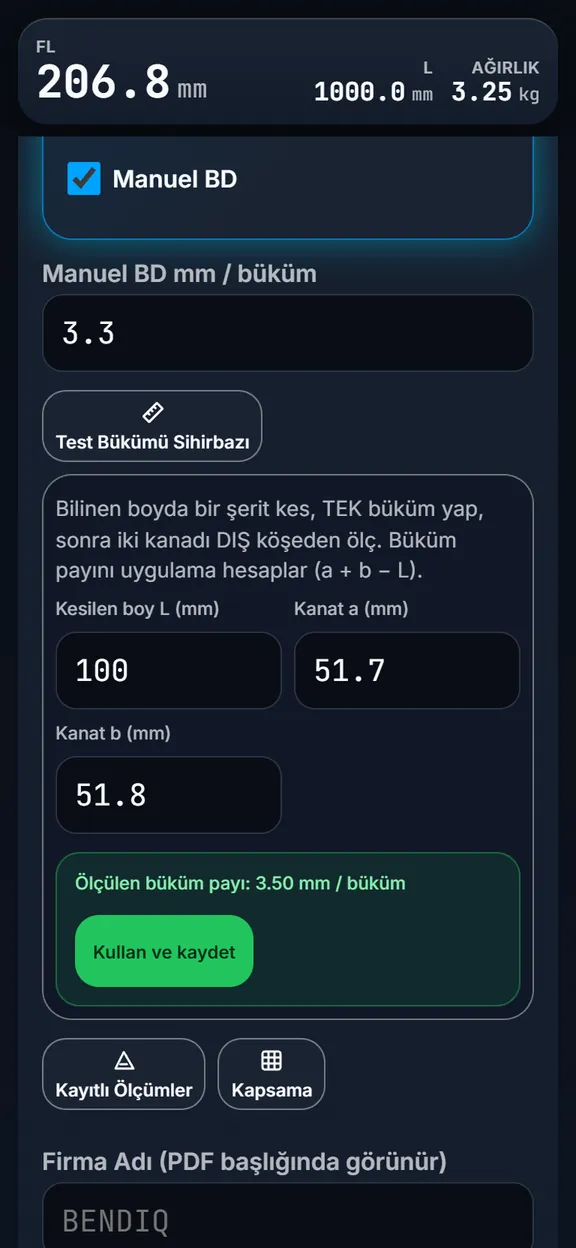 FL
206.8 mm
L
1000.0 mm
AĞIRLIK
3.25 kg
Manuel BD
Manuel BD mm / büküm
3.3
Test Bükümü Sihirbazı
Bilinen boyda bir şerit kes, TEK büküm yap,
sonra iki kanadı DIŞ köşeden ölç. Büküm
payını uygulama hesaplar (a + b − L).
Kesilen boy L (mm)
Kanat a (mm)
100
51.7
Kanat b (mm)
51.8
Ölçülen büküm payı: 3.50 mm / büküm
Kullan ve kaydet
Kayıtlı Ölçümler
Kapsama
Firma Adı (PDF başlığında görünür)
BENDIQ